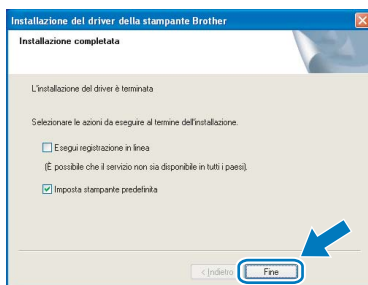 Installazione del driver della stampante Brother
Installazione completata
L'installazione del driver è terminata
Selezionare le azioni da eseguire al termine dell'installazione.
Esegui registrazione in linea
(È possibile che il servizio non sia disponibile in tutti i paesi).
Imposta stampante predefinita
< Indietro
Fine